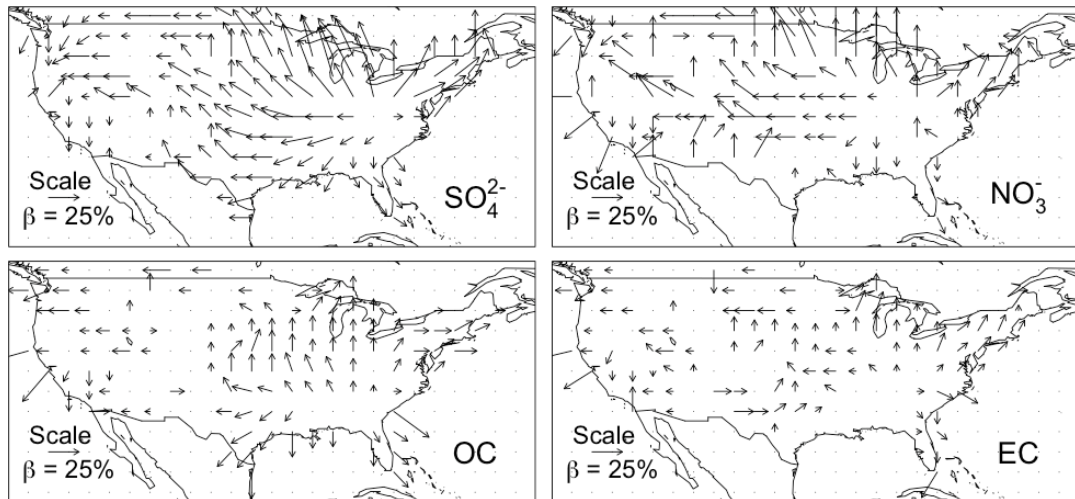 Scale
β = 25%
SO₄²⁻
Scale
β = 25%
NO₃⁻
Scale
β = 25%
OC
Scale
β = 25%
EC